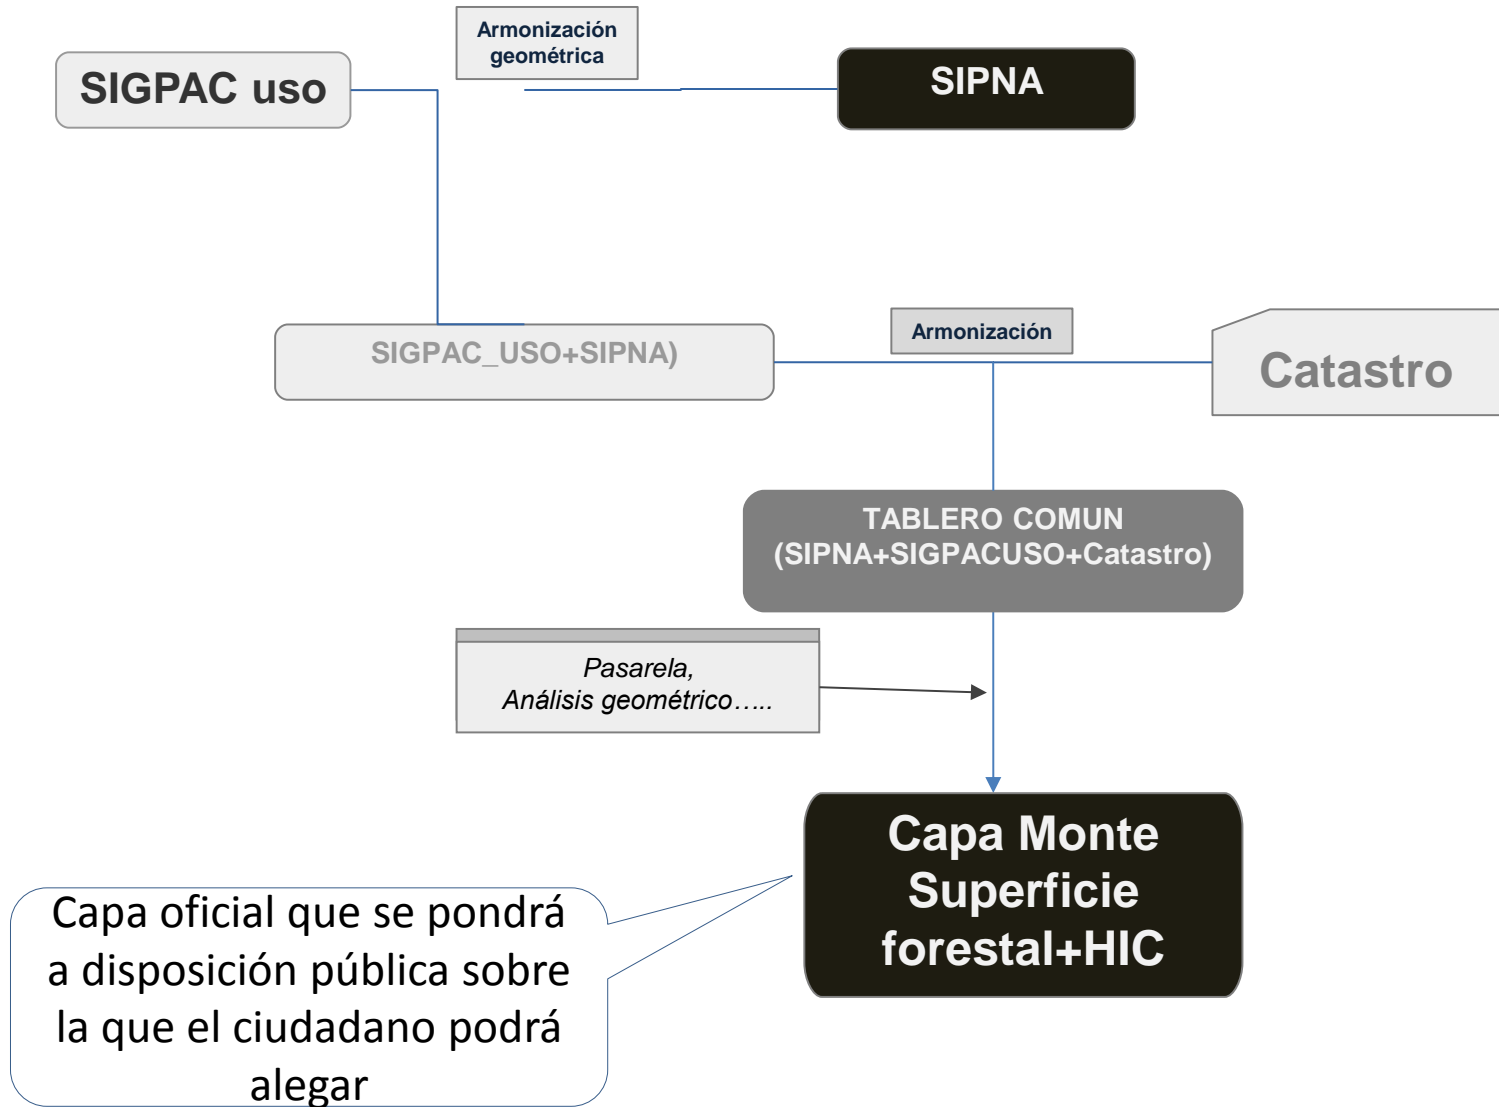 Armonización
geométrica
SIGPAC uso
SIPNA
SIGPAC_USO+SIPNA)
Armonización
Catastro
TABLERO COMUN
(SIPNA+SIGPACUSO+Catastro)
Pasarela,
Análisis geométrico…..
Capa Monte
Superficie
forestal+HIC
Capa oficial que se pondrá
a disposición pública sobre
la que el ciudadano podrá
alegar